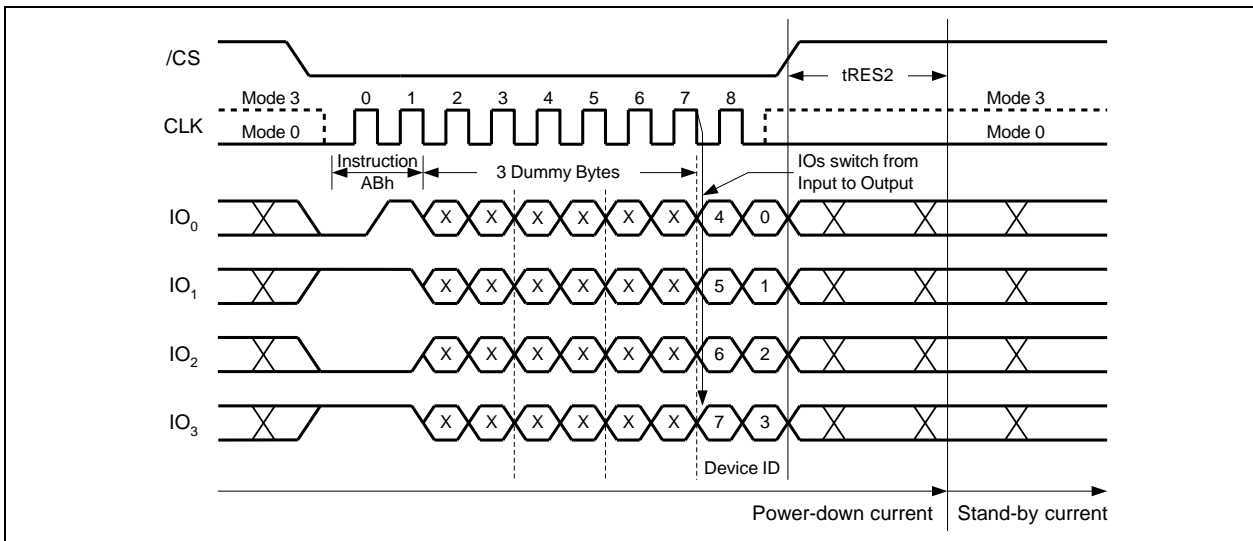 /CS
tRES2
Mode 3 0 1 2 3 4 5 6 7 8 Mode 3
CLK Mode 0 Mode 0
Instruction
ABh
3 Dummy Bytes
IOs switch from
Input to Output
IO0 X X X X X X 4 0
IO1 X X X X X X 5 1
IO2 X X X X X X 6 2
IO3 X X X X X X 7 3
Device ID
Power-down current Stand-by current